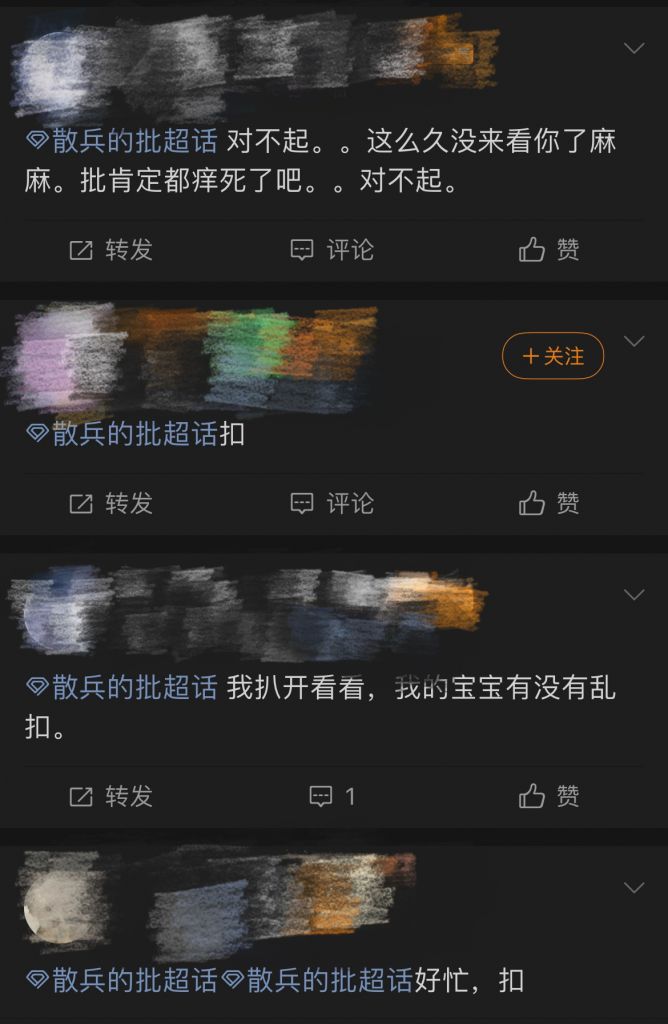 散兵的批超话 对不起。。这么久没来看你了麻
麻。批肯定都痒死了吧。。对不起。
转发 评论 赞
+关注
散兵的批超话扣
转发 评论 赞
散兵的批超话 我扒开看看，我的宝宝有没有乱
扣。
转发 1 赞
散兵的批超话散兵的批超话好忙，扣